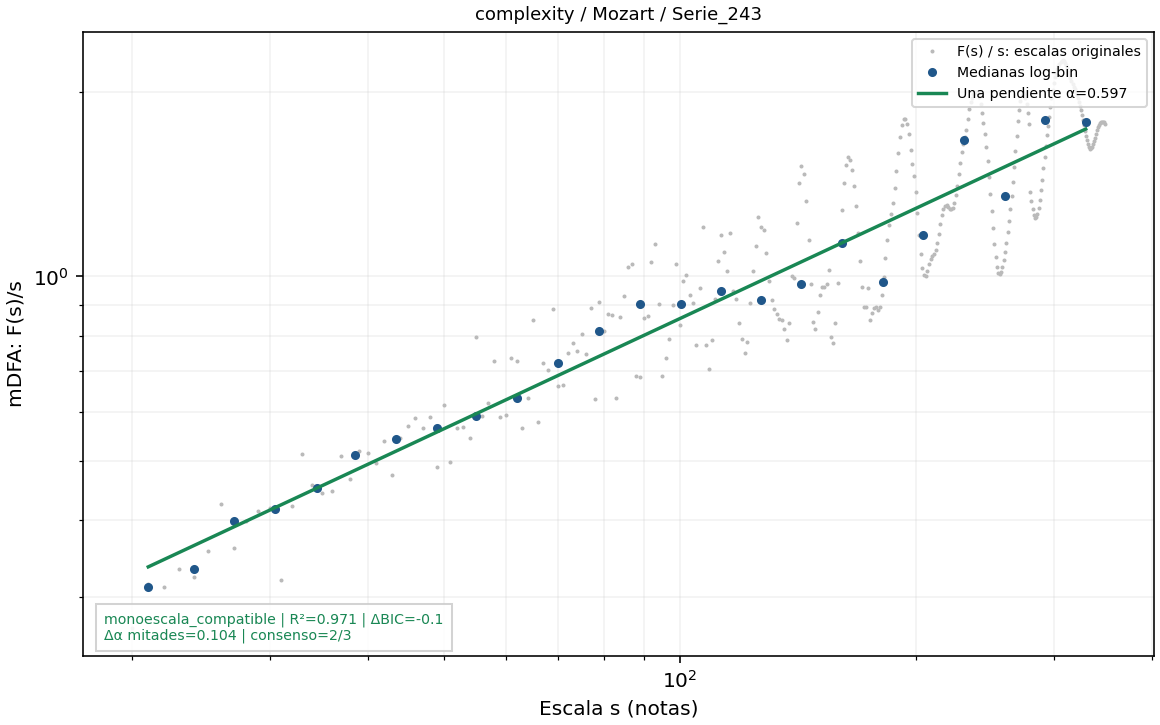 complexity / Mozart / Serie_243
F(s) / s: escalas originales
Medianas log-bin
Una pendiente α=0.597
mDFA: F(s)/s
10⁰
monoescala_compatible | R²=0.971 | ΔBIC=-0.1
Δα mitades=0.104 | consenso=2/3
10²
Escala s (notas)